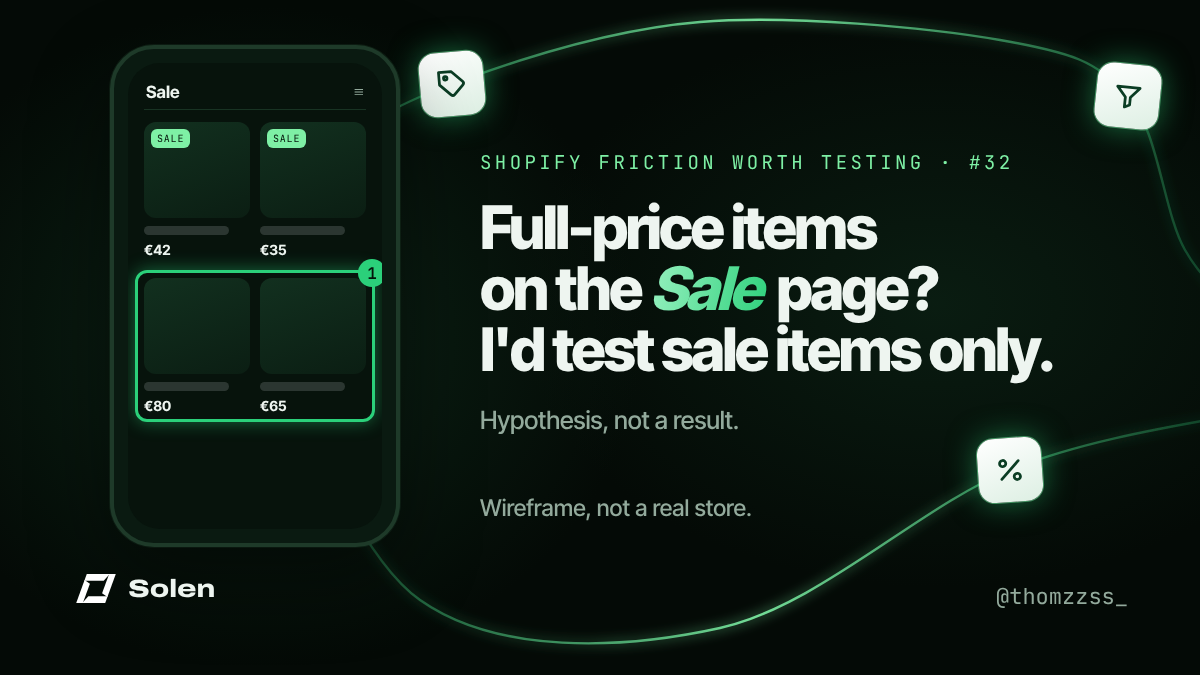 Sale
SALE SALE
€42 €35
1
€80 €65
SHOPIFY FRICTION WORTH TESTING · #32
Full-price items
on the Sale page?
I'd test sale items only.
Hypothesis, not a result.
Wireframe, not a real store.
Solen
@thomzzss_